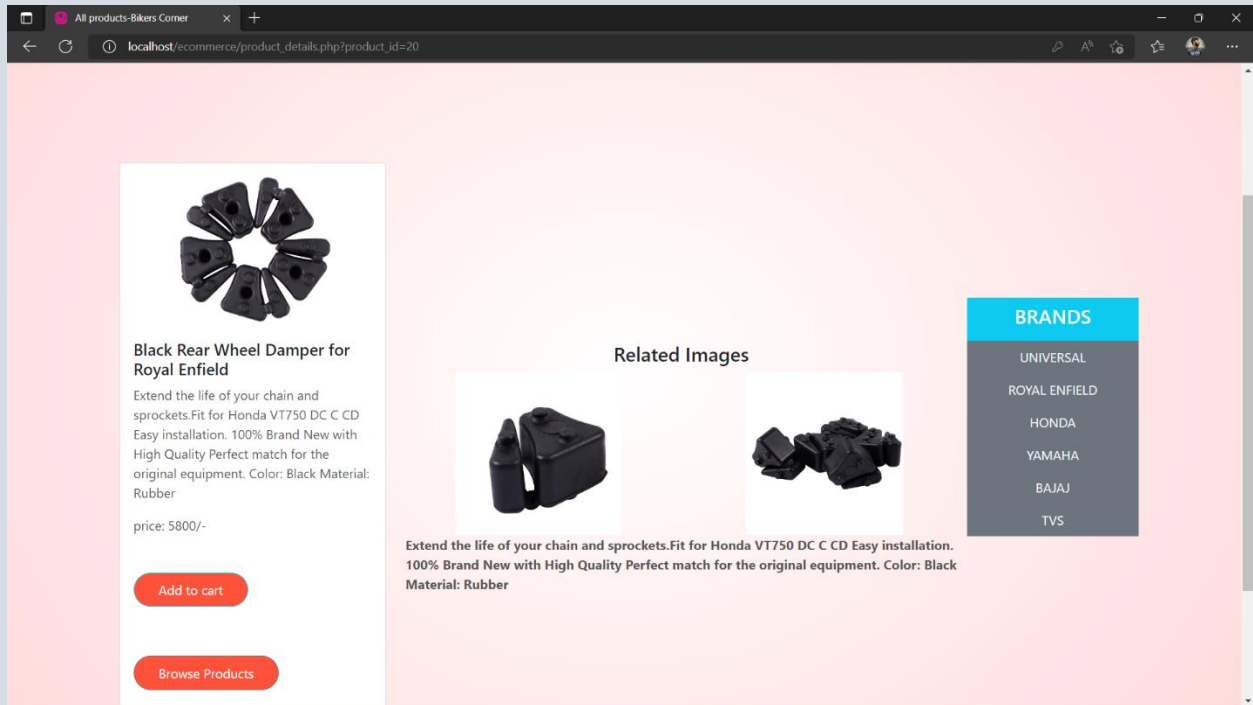 All products-Bikers Corner
localhost/ecommerce/product_details.php?product_id=20
Black Rear Wheel Damper for
Royal Enfield
Extend the life of your chain and
sprockets.Fit for Honda VT750 DC C CD
Easy installation. 100% Brand New with
High Quality Perfect match for the
original equipment. Color: Black Material:
Rubber
price: 5800/-
Add to cart
Browse Products
Related Images
Extend the life of your chain and sprockets.Fit for Honda VT750 DC C CD Easy installation.
100% Brand New with High Quality Perfect match for the original equipment. Color: Black
Material: Rubber
BRANDS
UNIVERSAL
ROYAL ENFIELD
HONDA
YAMAHA
BAJAJ
TVS